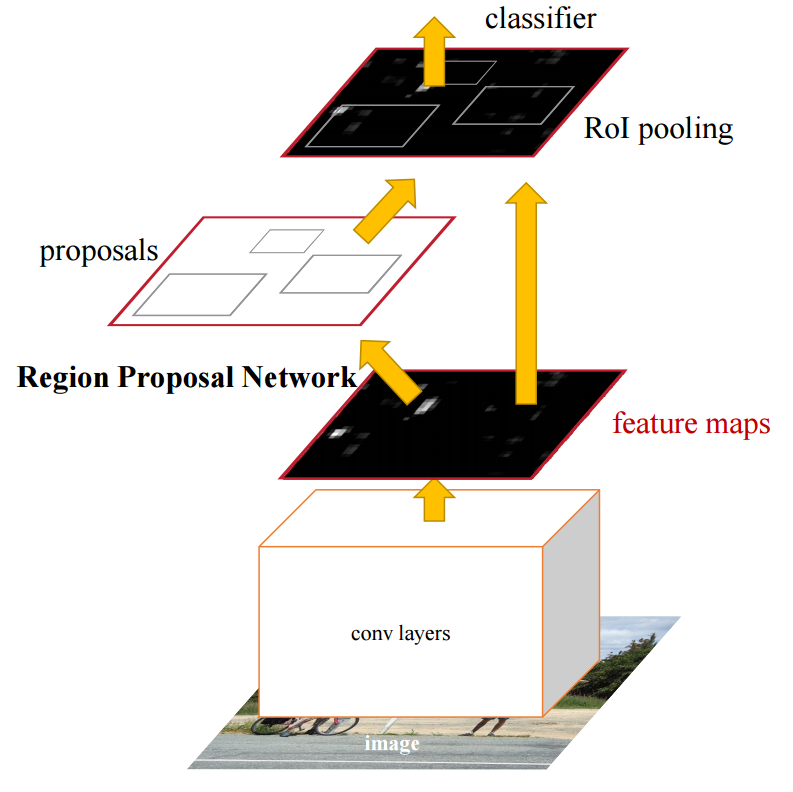 classifier
RoI pooling
proposals
Region Proposal Network
feature maps
conv layers
image